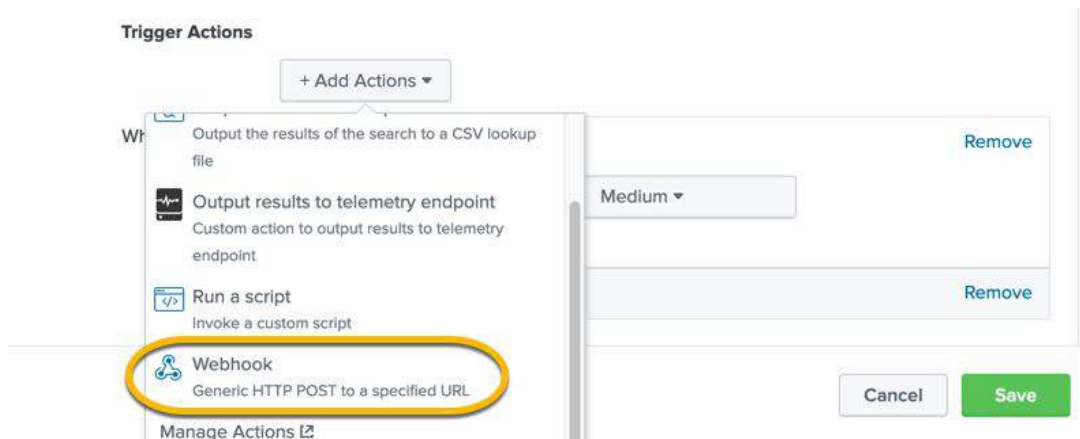 Trigger Actions
+ Add Actions
Wh
Output the results of the search to a CSV lookup
file
Remove
Output results to telemetry endpoint
Medium
Custom action to output results to telemetry
endpoint
Run a script
Remove
Invoke a custom script
Webhook
Generic HTTP POST to a specified URL
Cancel
Save
Manage Actions